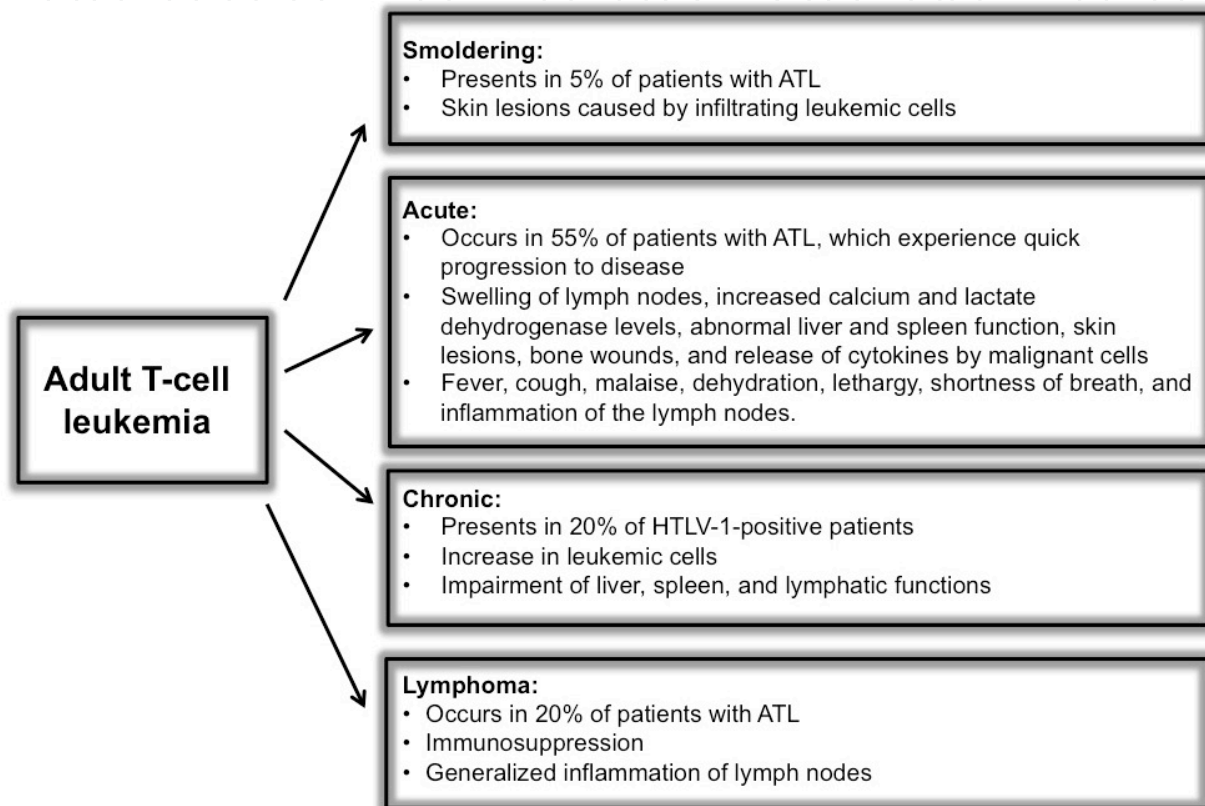 Smoldering:
• Presents in 5% of patients with ATL
• Skin lesions caused by infiltrating leukemic cells
Acute:
• Occurs in 55% of patients with ATL, which experience quick
progression to disease
• Swelling of lymph nodes, increased calcium and lactate
dehydrogenase levels, abnormal liver and spleen function, skin
lesions, bone wounds, and release of cytokines by malignant cells
• Fever, cough, malaise, dehydration, lethargy, shortness of breath, and
inflammation of the lymph nodes.
Adult T-cell
leukemia
Chronic:
• Presents in 20% of HTLV-1-positive patients
• Increase in leukemic cells
• Impairment of liver, spleen, and lymphatic functions
Lymphoma:
• Occurs in 20% of patients with ATL
• Immunosuppression
• Generalized inflammation of lymph nodes